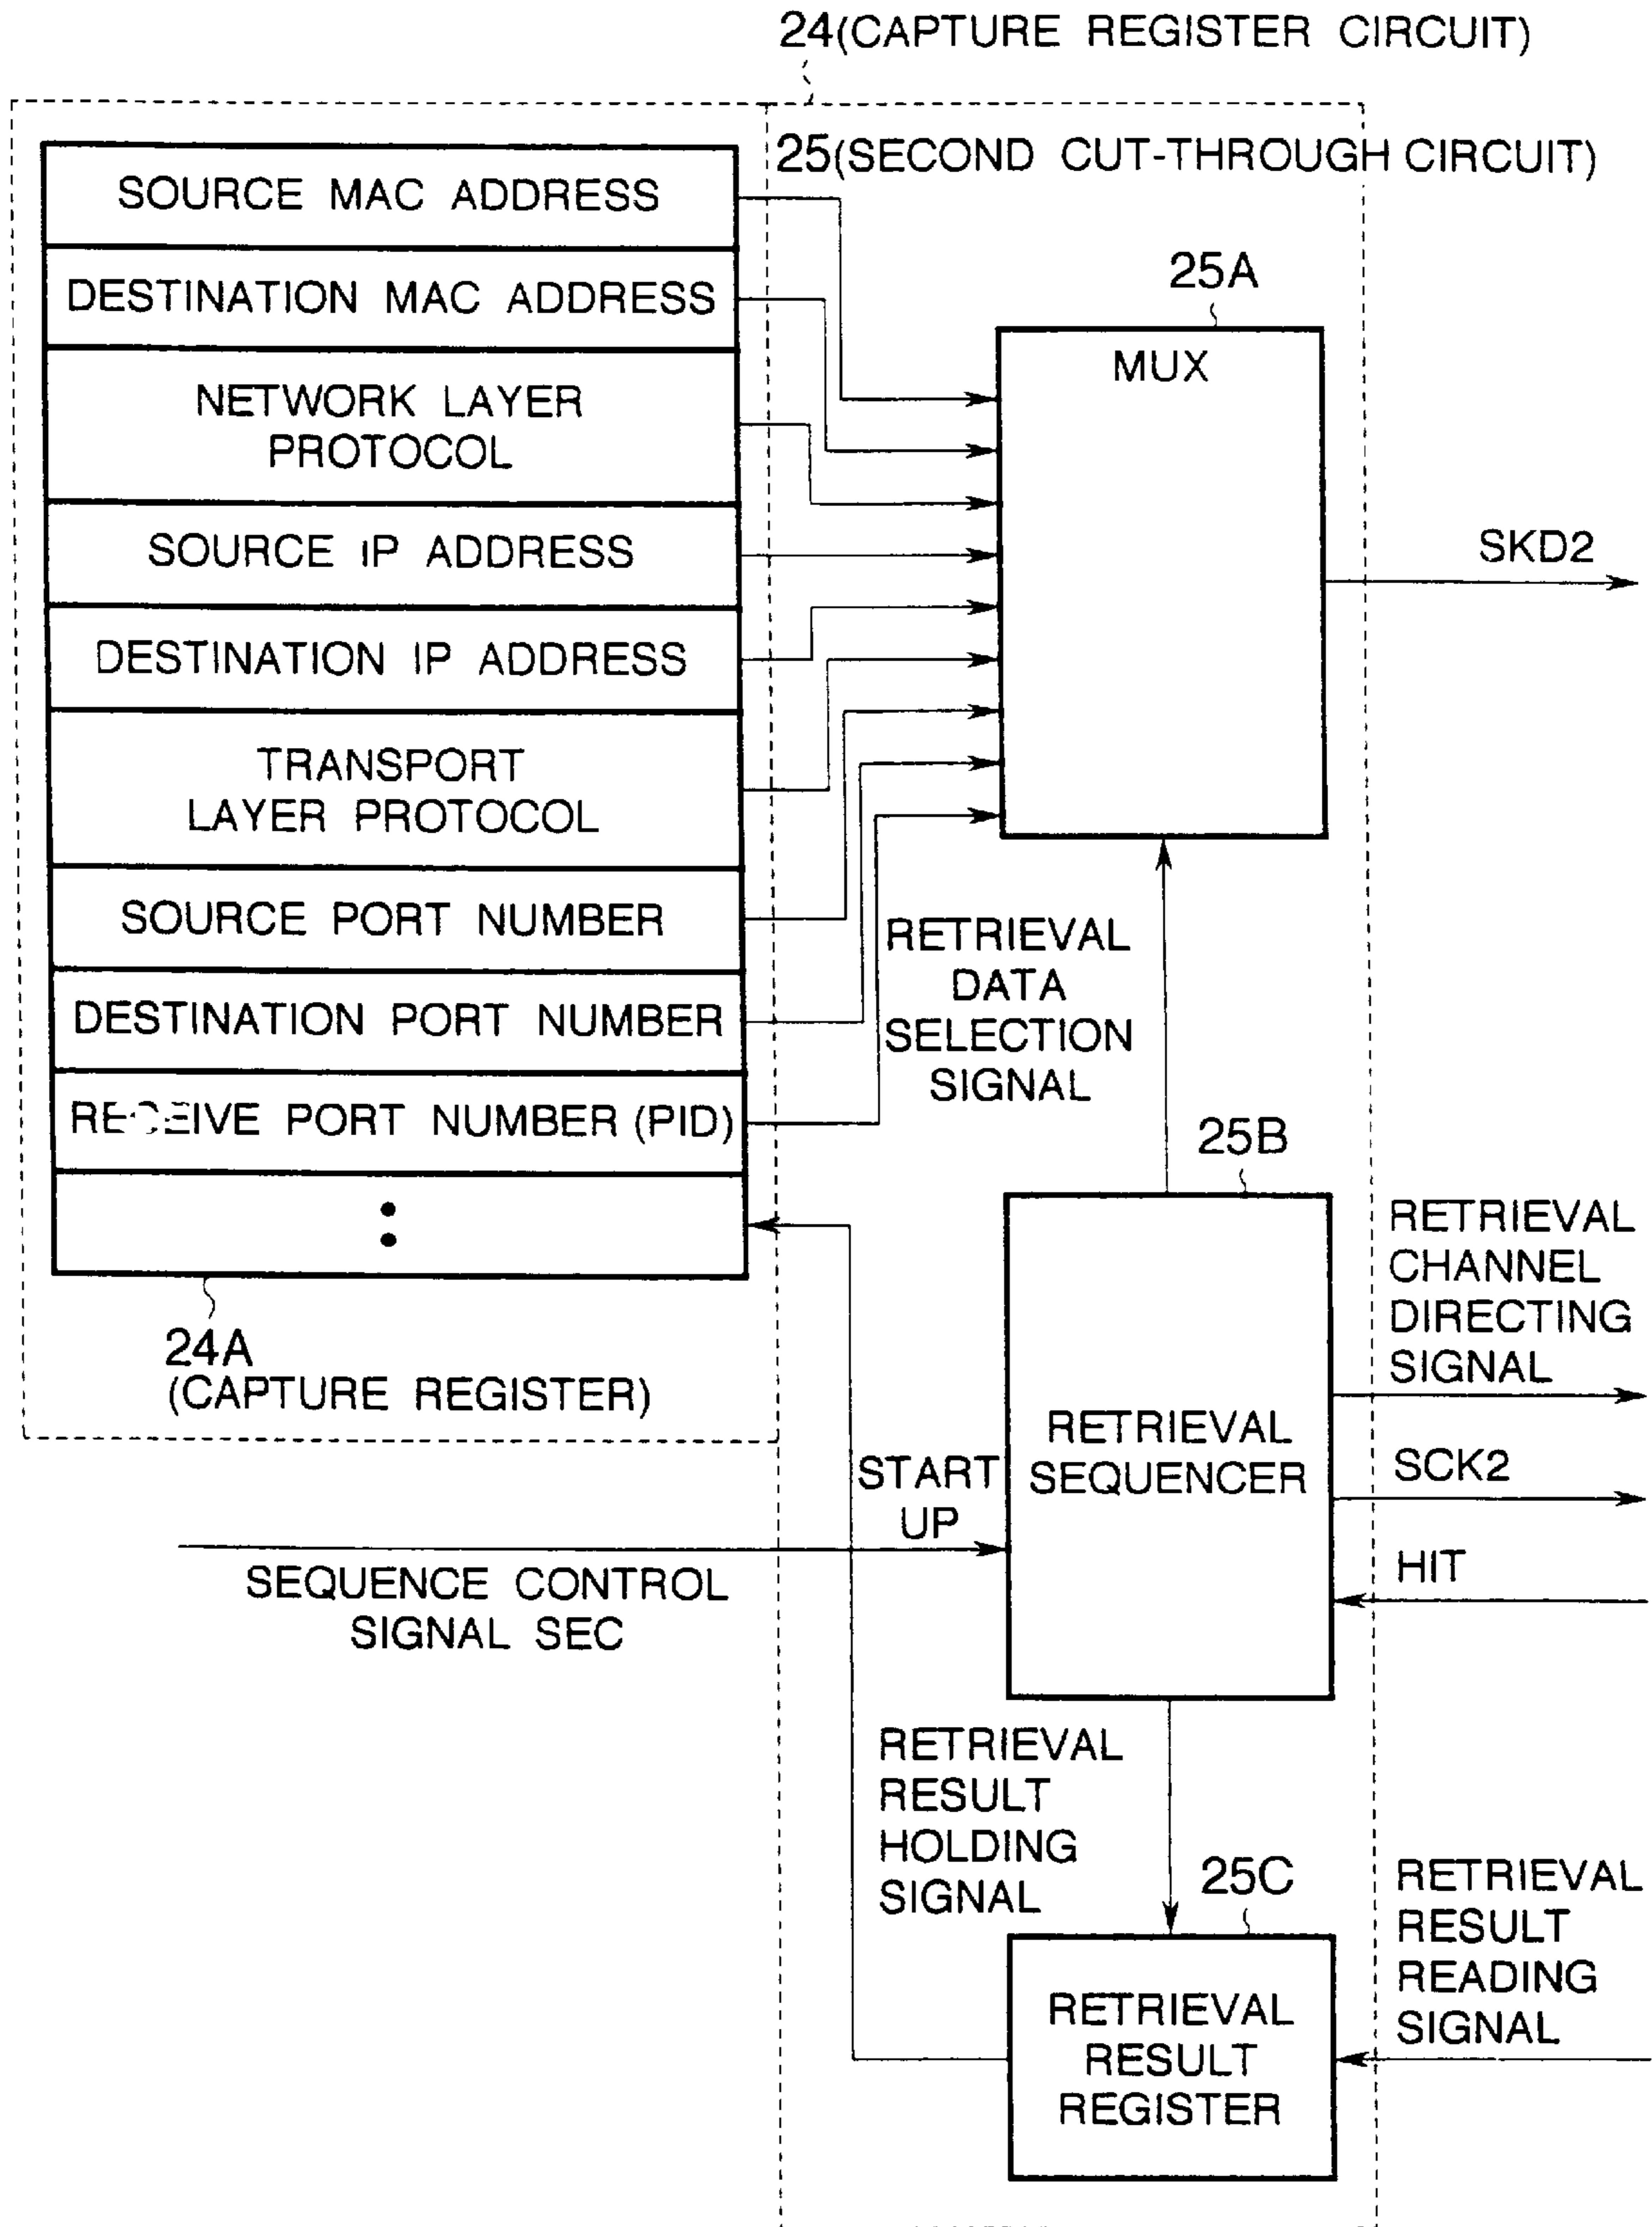 24(CAPTURE REGISTER CIRCUIT)
25(SECOND CUT-THROUGH CIRCUIT)
SOURCE MAC ADDRESS
DESTINATION MAC ADDRESS
NETWORK LAYER
PROTOCOL
SOURCE IP ADDRESS
DESTINATION IP ADDRESS
TRANSPORT
LAYER PROTOCOL
SOURCE PORT NUMBER
DESTINATION PORT NUMBER
RECEIVE PORT NUMBER (PID)
24A
(CAPTURE REGISTER)
25A
MUX
SKD2
RETRIEVAL
DATA
SELECTION
SIGNAL
25B
RETRIEVAL
SEQUENCER
RETRIEVAL
CHANNEL
DIRECTING
SIGNAL
SCK2
HIT
START
UP
SEQUENCE CONTROL
SIGNAL SEC
RETRIEVAL
RESULT
HOLDING
SIGNAL
25C
RETRIEVAL
RESULT
REGISTER
RETRIEVAL
RESULT
READING
SIGNAL